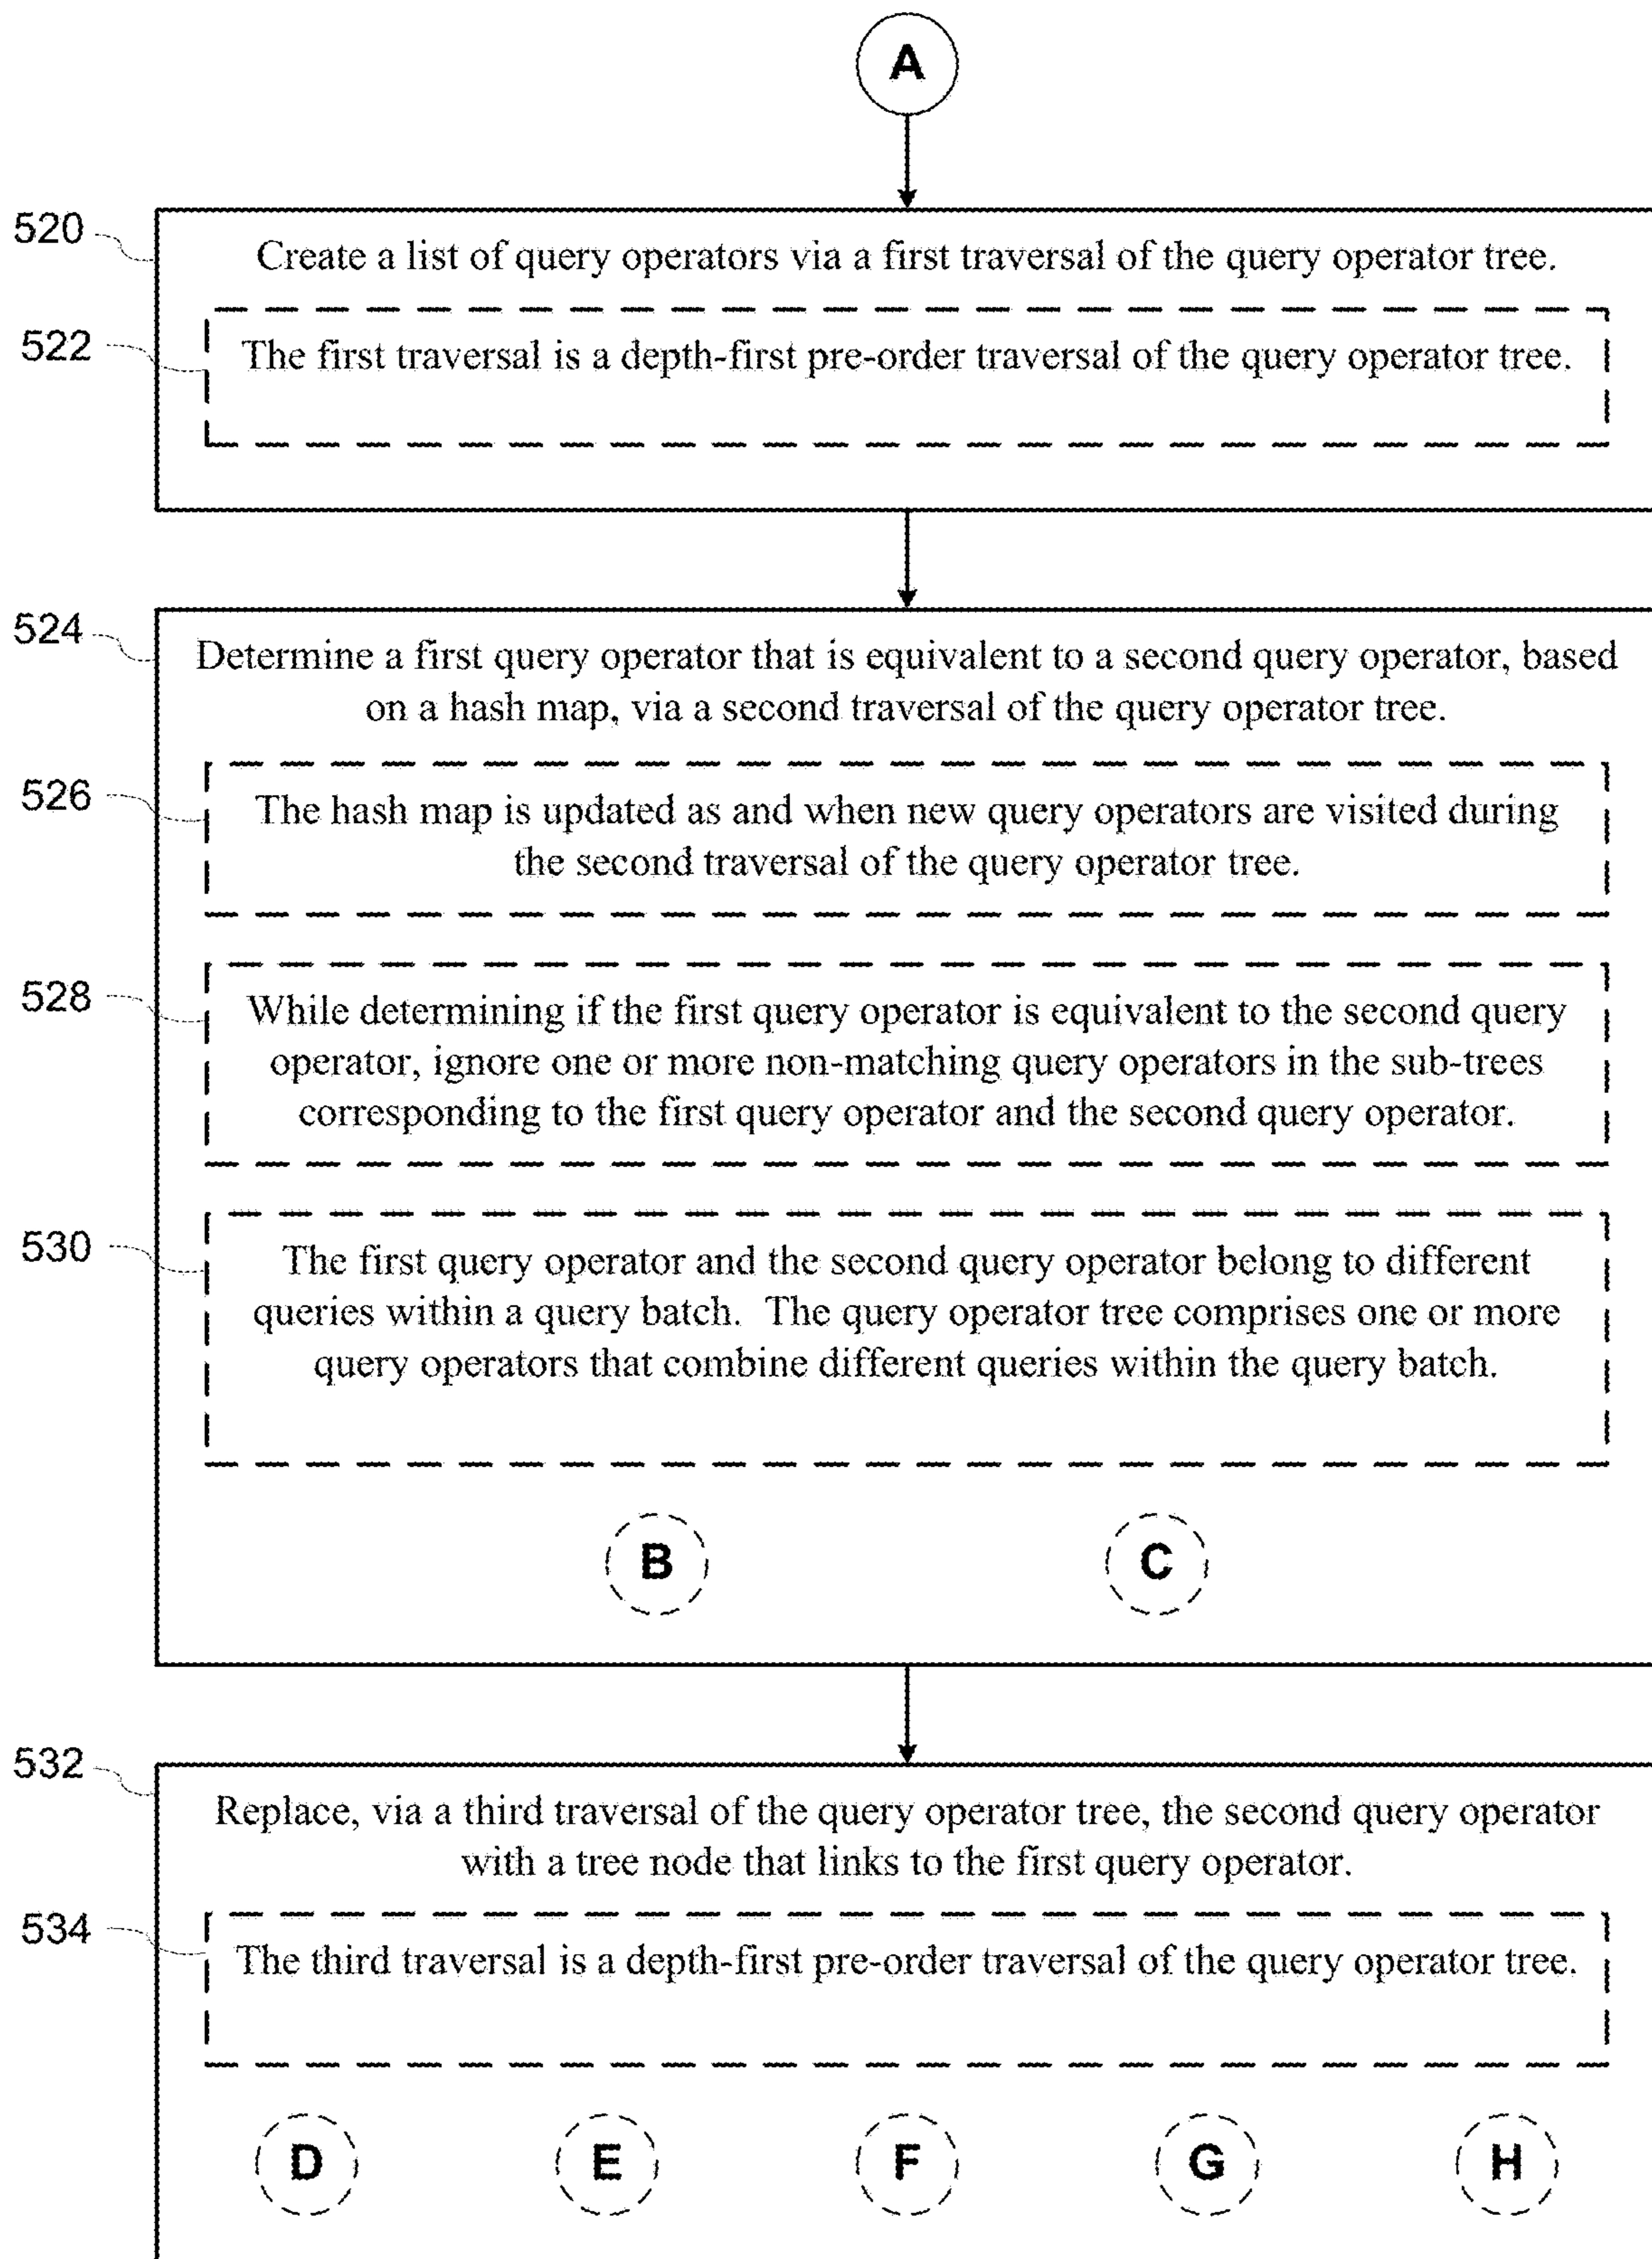 A
520
Create a list of query operators via a first traversal of the query operator tree.
522
The first traversal is a depth-first pre-order traversal of the query operator tree.
524
Determine a first query operator that is equivalent to a second query operator, based
on a hash map, via a second traversal of the query operator tree.
526
The hash map is updated as and when new query operators are visited during
the second traversal of the query operator tree.
528
While determining if the first query operator is equivalent to the second query
operator, ignore one or more non-matching query operators in the sub-trees
corresponding to the first query operator and the second query operator.
530
The first query operator and the second query operator belong to different
queries within a query batch. The query operator tree comprises one or more
query operators that combine different queries within the query batch.
B C
532
Replace, via a third traversal of the query operator tree, the second query operator
with a tree node that links to the first query operator.
534
The third traversal is a depth-first pre-order traversal of the query operator tree.
D E F G H